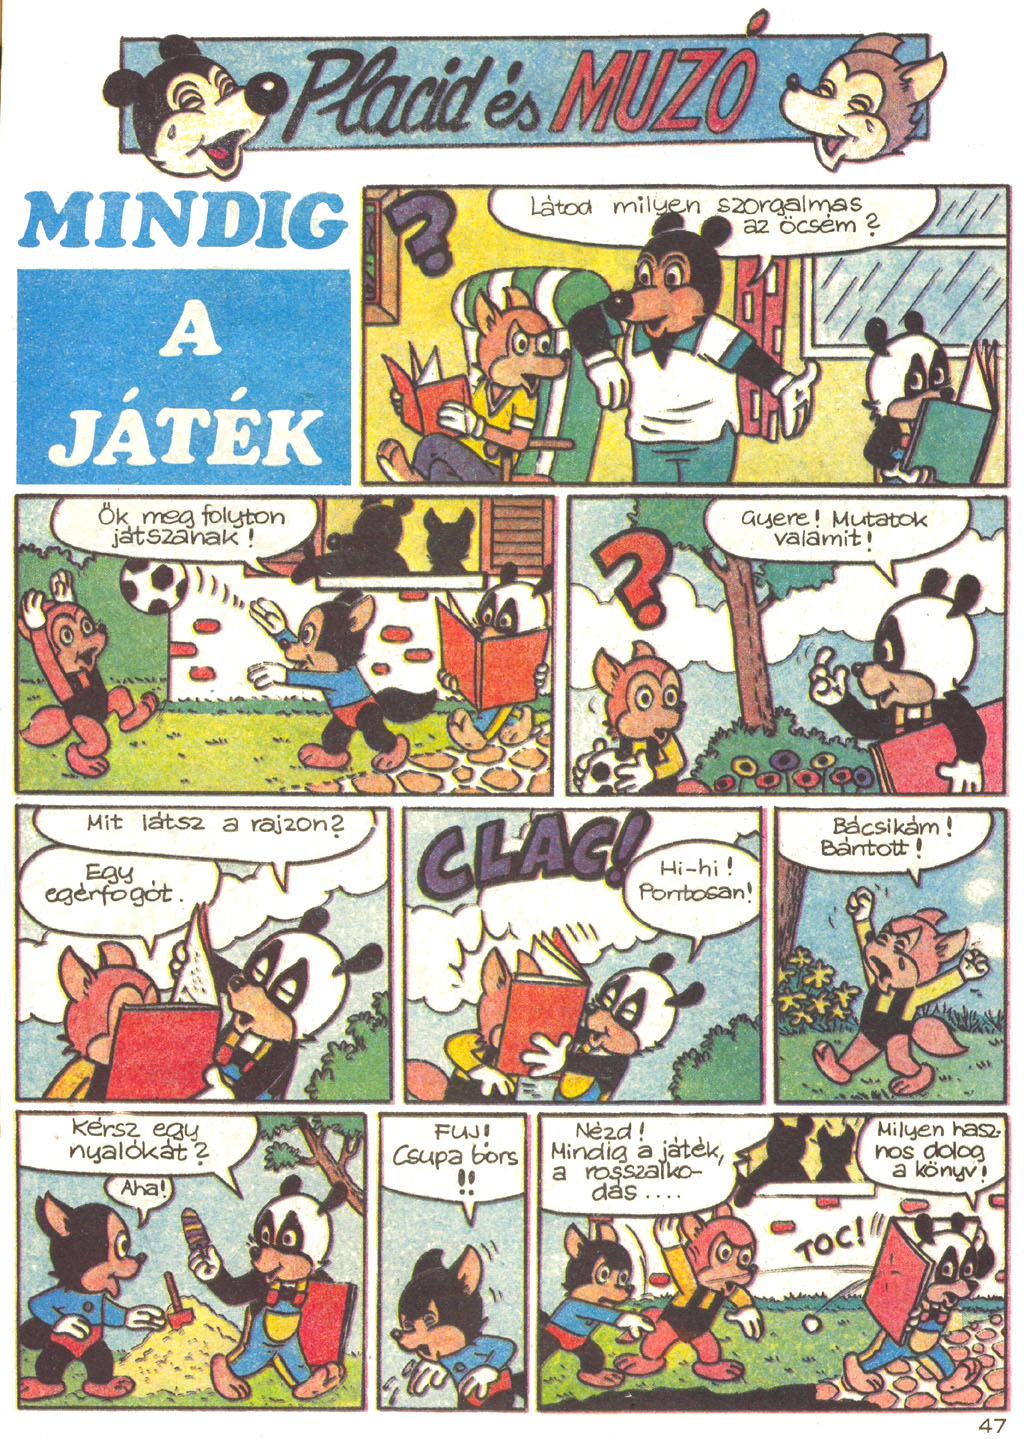 Placid és MUZÓ
MINDIG
A
JÁTÉK
?
Látod milyen szorgalmas
az öcsém?
Ők meg folyton
játszanak!
?
Gyere! Mutatok
valamit!
Mit látsz a rajzon?
Egy
egérfogót.
CLAC!
Hi-hi!
Pontosan!
Bácsikám!
Bántott!
Kérsz egy
nyalókát?
Aha!
FUJ!
Csupa bors
!!
Nézd!
Mindig a játék,
a rosszalko-
dás....
TOC!
Milyen hasz-
nos dolog
a könyv!
47